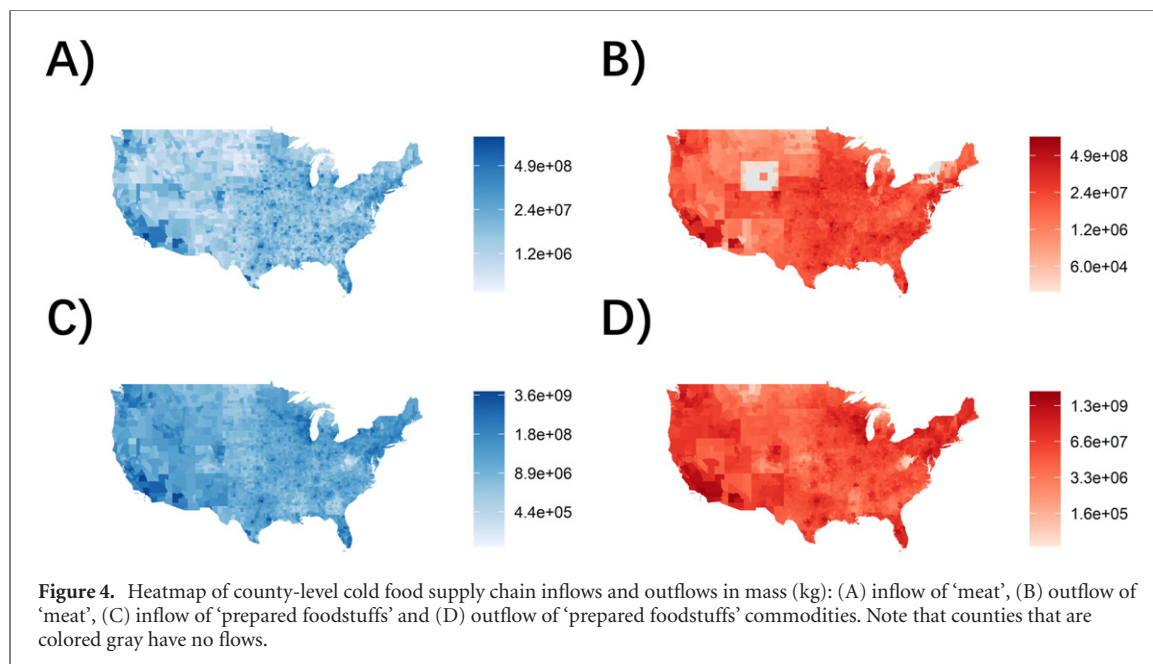 A)
B)
4.9e+08
2.4e+07
1.2e+06
4.9e+08
2.4e+07
1.2e+06
6.0e+04
C)
D)
3.6e+09
1.8e+08
8.9e+06
4.4e+05
1.3e+09
6.6e+07
3.3e+06
1.6e+05
Figure 4. Heatmap of county-level cold food supply chain inflows and outflows in mass (kg): (A) inflow of ‘meat’, (B) outflow of
‘meat’, (C) inflow of ‘prepared foodstuffs’ and (D) outflow of ‘prepared foodstuffs’ commodities. Note that counties that are
colored gray have no flows.